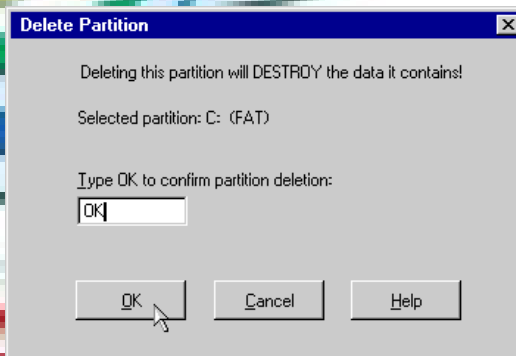 Delete Partition
Deleting this partition will DESTROY the data it contains!
Selected partition: C: (FAT)
Type OK to confirm partition deletion:
OK
OK Cancel Help